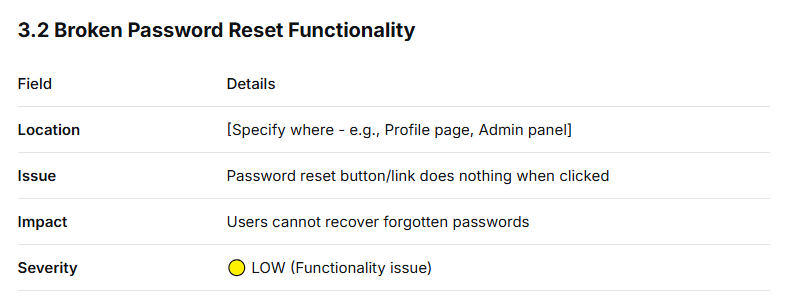 3.2 Broken Password Reset Functionality
Field Details
Location [Specify where - e.g., Profile page, Admin panel]
Issue Password reset button/link does nothing when clicked
Impact Users cannot recover forgotten passwords
Severity 🟡 LOW (Functionality issue)